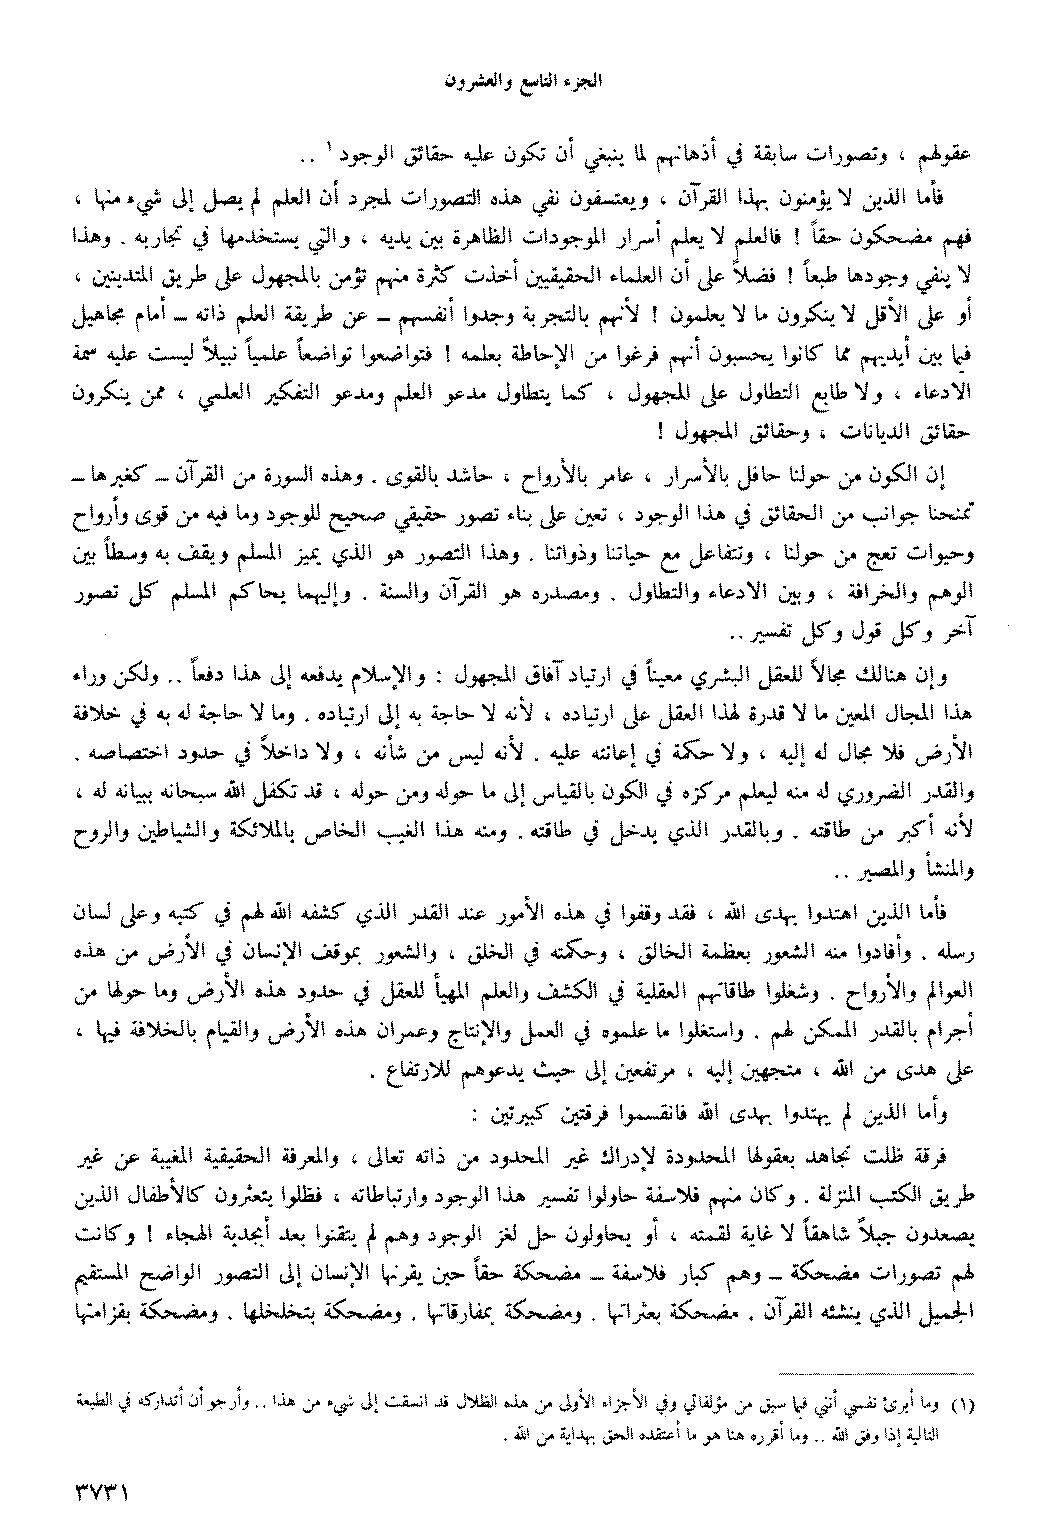 الجزء التاسع والعشرون
عقولهم ، وتصورات سابقة في أذهانهم لما ينبغي أن تكون عليه حقائق الوجود ١ ..
فأما الذين لا يؤمنون بهذا القرآن ، ويعتسفون نفي هذه التصورات لمجرد أن العلم لم يصل إلى شيء منها ،
فهم مضحكون حقاً ! فالعلم لا يعلم أسرار الموجودات الظاهرة بين يديه ، والتي يستخدمها في تجاربه . وهذا
لا ينفي وجودها طبعاً ! فضلاً على أن العلماء الحقيقيين أخذت كثرة منهم تؤمن بالمجهول على طريق المتدينين ،
أو على الأقل لا ينكرون ما لا يعلمون ! لأنهم بالتجربة وجدوا أنفسهم – عن طريقة العلم ذاته – أمام مجاهيل
فيما بين أيديهم مما كانوا يحسبون أنهم فرغوا من الإحاطة بعلمه ! فتواضعوا تواضعاً علمياً نبيلاً ليست عليه سمة
الادعاء ، ولا طابع التطاول على المجهول ، كما يتطاول مدعو العلم ومدعو التفكير العلمي ، ممن ينكرون
حقائق الديانات ، وحقائق المجهول !
إن الكون من حولنا حافل بالأسرار ، عامر بالأرواح ، حاشد بالقوى . وهذه السورة من القرآن – كغيرها –
تمنحنا جوانب من الحقائق في هذا الوجود ، تعين على بناء تصور حقيقي صحيح للوجود وما فيه من قوى وأرواح
وحيوات تعج من حولنا ، وتتفاعل مع حياتنا وذواتنا . وهذا التصور هو الذي يميز المسلم ويقف به وسطاً بين
الوهم والخرافة ، وبين الادعاء والتطاول . ومصدره هو القرآن والسنة . وإليهما يحاكم المسلم كل تصور
آخر وكل قول وكل تفسير ..
وإن هنالك مجالاً للعقل البشري معيناً في ارتياد آفاق المجهول : والإسلام يدفعه إلى هذا دفعاً .. ولكن وراء
هذا المجال المعين ما لا قدرة لهذا العقل على ارتياده ، لأنه لا حاجة به إلى ارتياده . وما لا حاجة له به في خلافة
الأرض فلا مجال له إليه ، ولا حكمة في إعانته عليه . لأنه ليس من شأنه ، ولا داخلاً في حدود اختصاصه .
والقدر الضروري له منه ليعلم مركزه في الكون بالقياس إلى ما حوله ومن حوله ، قد تكفل الله سبحانه ببيانه له ،
لأنه أكبر من طاقته . وبالقدر الذي يدخل في طاقته . ومنه هذا الغيب الخاص بالملائكة والشياطين والروح
والمنشأ والمصير ..
فأما الذين اهتدوا بهدى الله ، فقد وقفوا في هذه الأمور عند القدر الذي كشفه الله لهم في كتبه وعلى لسان
رسله . وأفادوا منه الشعور بعظمة الخالق ، وحكمته في الخلق ، والشعور بموقف الإنسان في الأرض من هذه
العوالم والأرواح . وشغلوا طاقاتهم العقلية في الكشف والعلم المهيأ للعقل في حدود هذه الأرض وما حولها من
أجرام بالقدر الممكن لهم . واستغلوا ما علموه في العمل والإنتاج وعمران هذه الأرض والقيام بالخلافة فيها ،
على هدى من الله ، متجهين إليه ، مرتفعين إلى حيث يدعوهم للارتفاع .
وأما الذين لم يهتدوا بهدى الله فانقسموا فرقتين كبيرتين :
فرقة ظلت تجاهد بعقولها المحدودة لإدراك غير المحدود من ذاته تعالى ، والمعرفة الحقيقية المغيبة عن غير
طريق الكتب المنزلة . وكان منهم فلاسفة حاولوا تفسير هذا الوجود وارتباطاته ، فظلوا يتعثرون كالأطفال الذين
يصعدون جبلاً شاهقاً لا غاية لقمته ، أو يحاولون حل لغز الوجود وهم لم يتقنوا بعد أبجدية الهجاء ! وكانت
لهم تصورات مضحكة – وهم كبار فلاسفة – مضحكة حقاً حين يقرنها الإنسان إلى التصور الواضح المستقيم
الجميل الذي ينشئه القرآن . مضحكة بعثراتها . ومضحكة بمفارقاتها . ومضحكة بتخلخلها . ومضحكة بقزامتها
(١) وما أبرئ نفسي أنني فيما سبق من مؤلفاتي وفي الأجزاء الأولى من هذه الظلال قد انسقت إلى شيء من هذا .. وأرجو أن أتداركه في الطبعة
التالية إذا وفق الله .. وما أقرره هنا هو ما أعتقده الحق بهداية من الله .
٣٧٣١